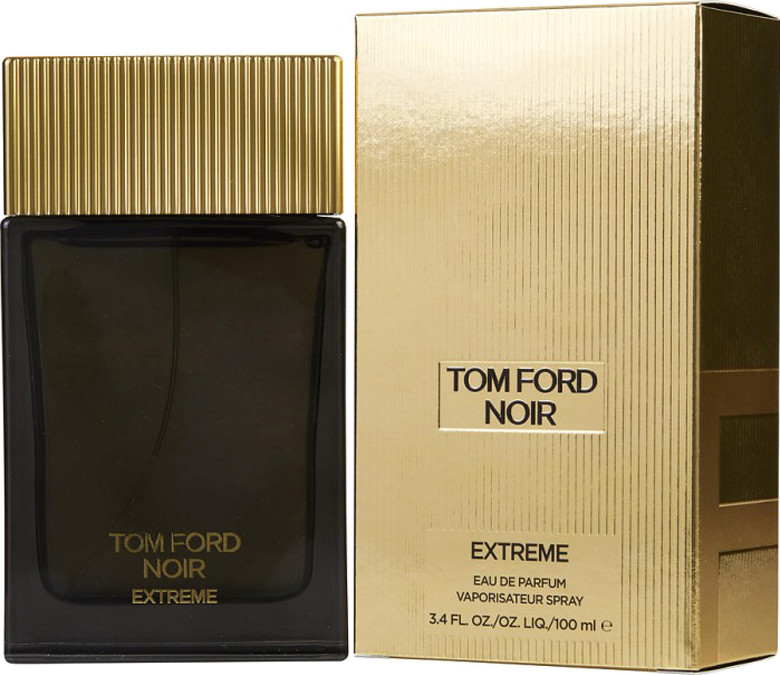 TOM FORD
NOIR
EXTREME
TOM FORD
NOIR
EXTREME
EAU DE PARFUM
VAPORISATEUR SPRAY
3.4 FL. OZ./OZ. LIQ./100 ml ℮